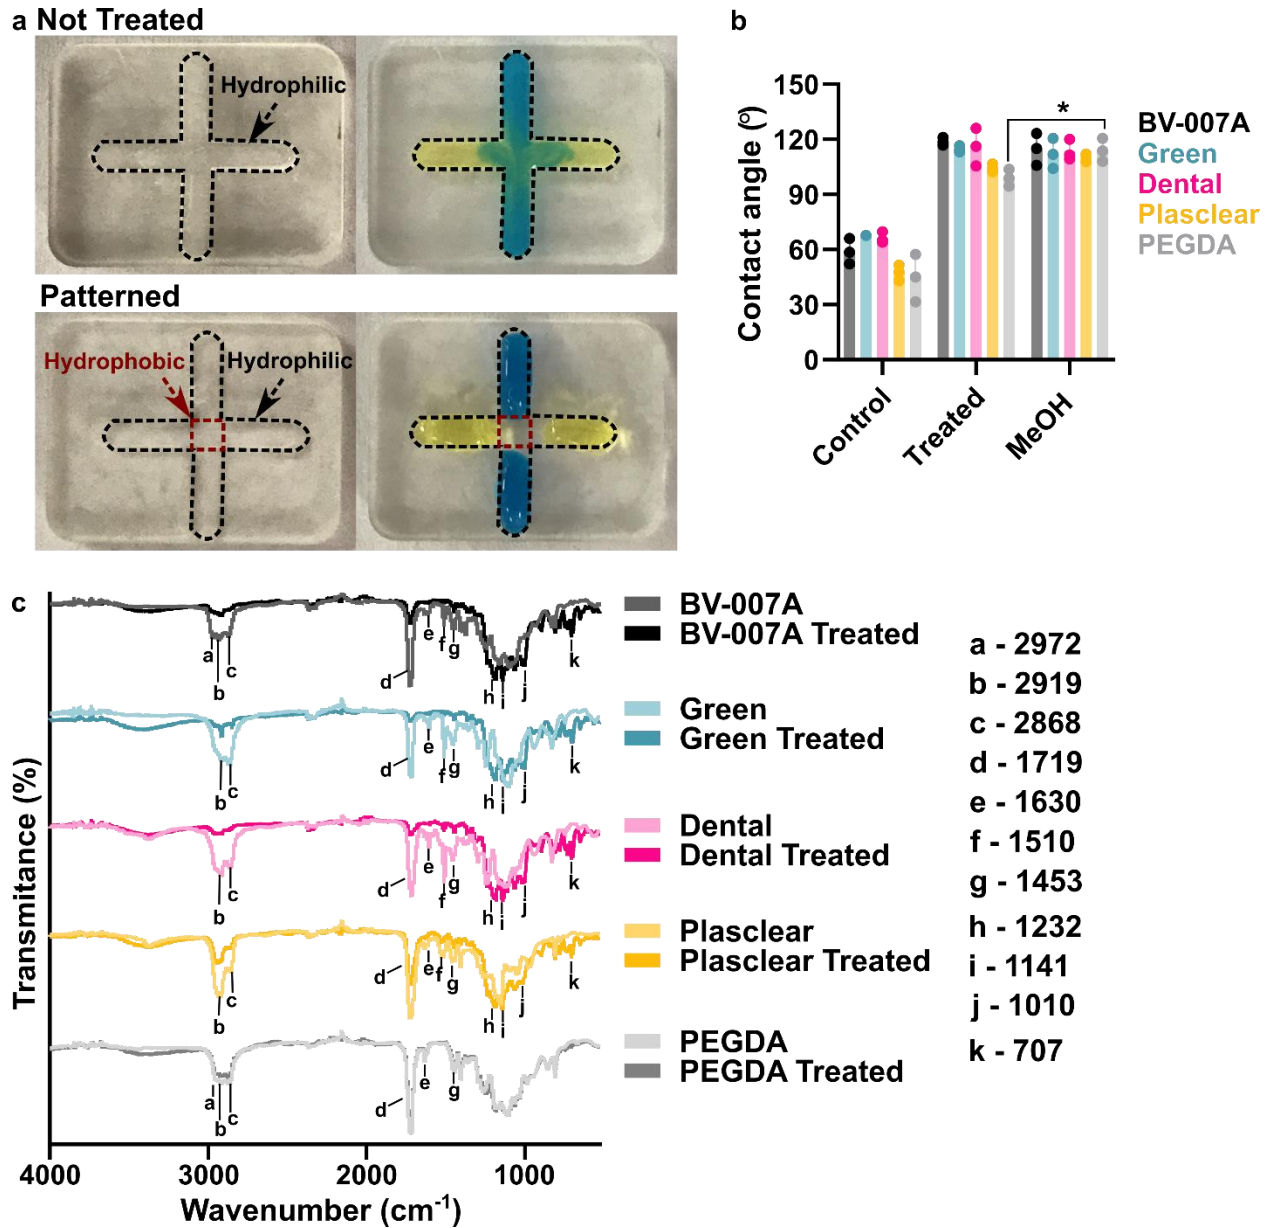 a Not Treated
Hydrophilic
Patterned
Hydrophobic
Hydrophilic
b
Contact angle (º)
150
120
90
60
30
0
*
Control
Treated
MeOH
BV-007A
Green
Dental
Plasclear
PEGDA
c
Transmitance (%)
a
b
c
d
e
f
g
h
i
j
k
b
c
d
e
f
g
h
i
j
k
b
c
d
e
f
g
h
i
j
k
b
c
d
e
f
g
h
i
j
k
a
b
c
d
e
g
4000
3000
2000
1000
Wavenumber (cm⁻¹)
BV-007A
BV-007A Treated
Green
Green Treated
Dental
Dental Treated
Plasclear
Plasclear Treated
PEGDA
PEGDA Treated
a - 2972
b - 2919
c - 2868
d - 1719
e - 1630
f - 1510
g - 1453
h - 1232
i - 1141
j - 1010
k - 707